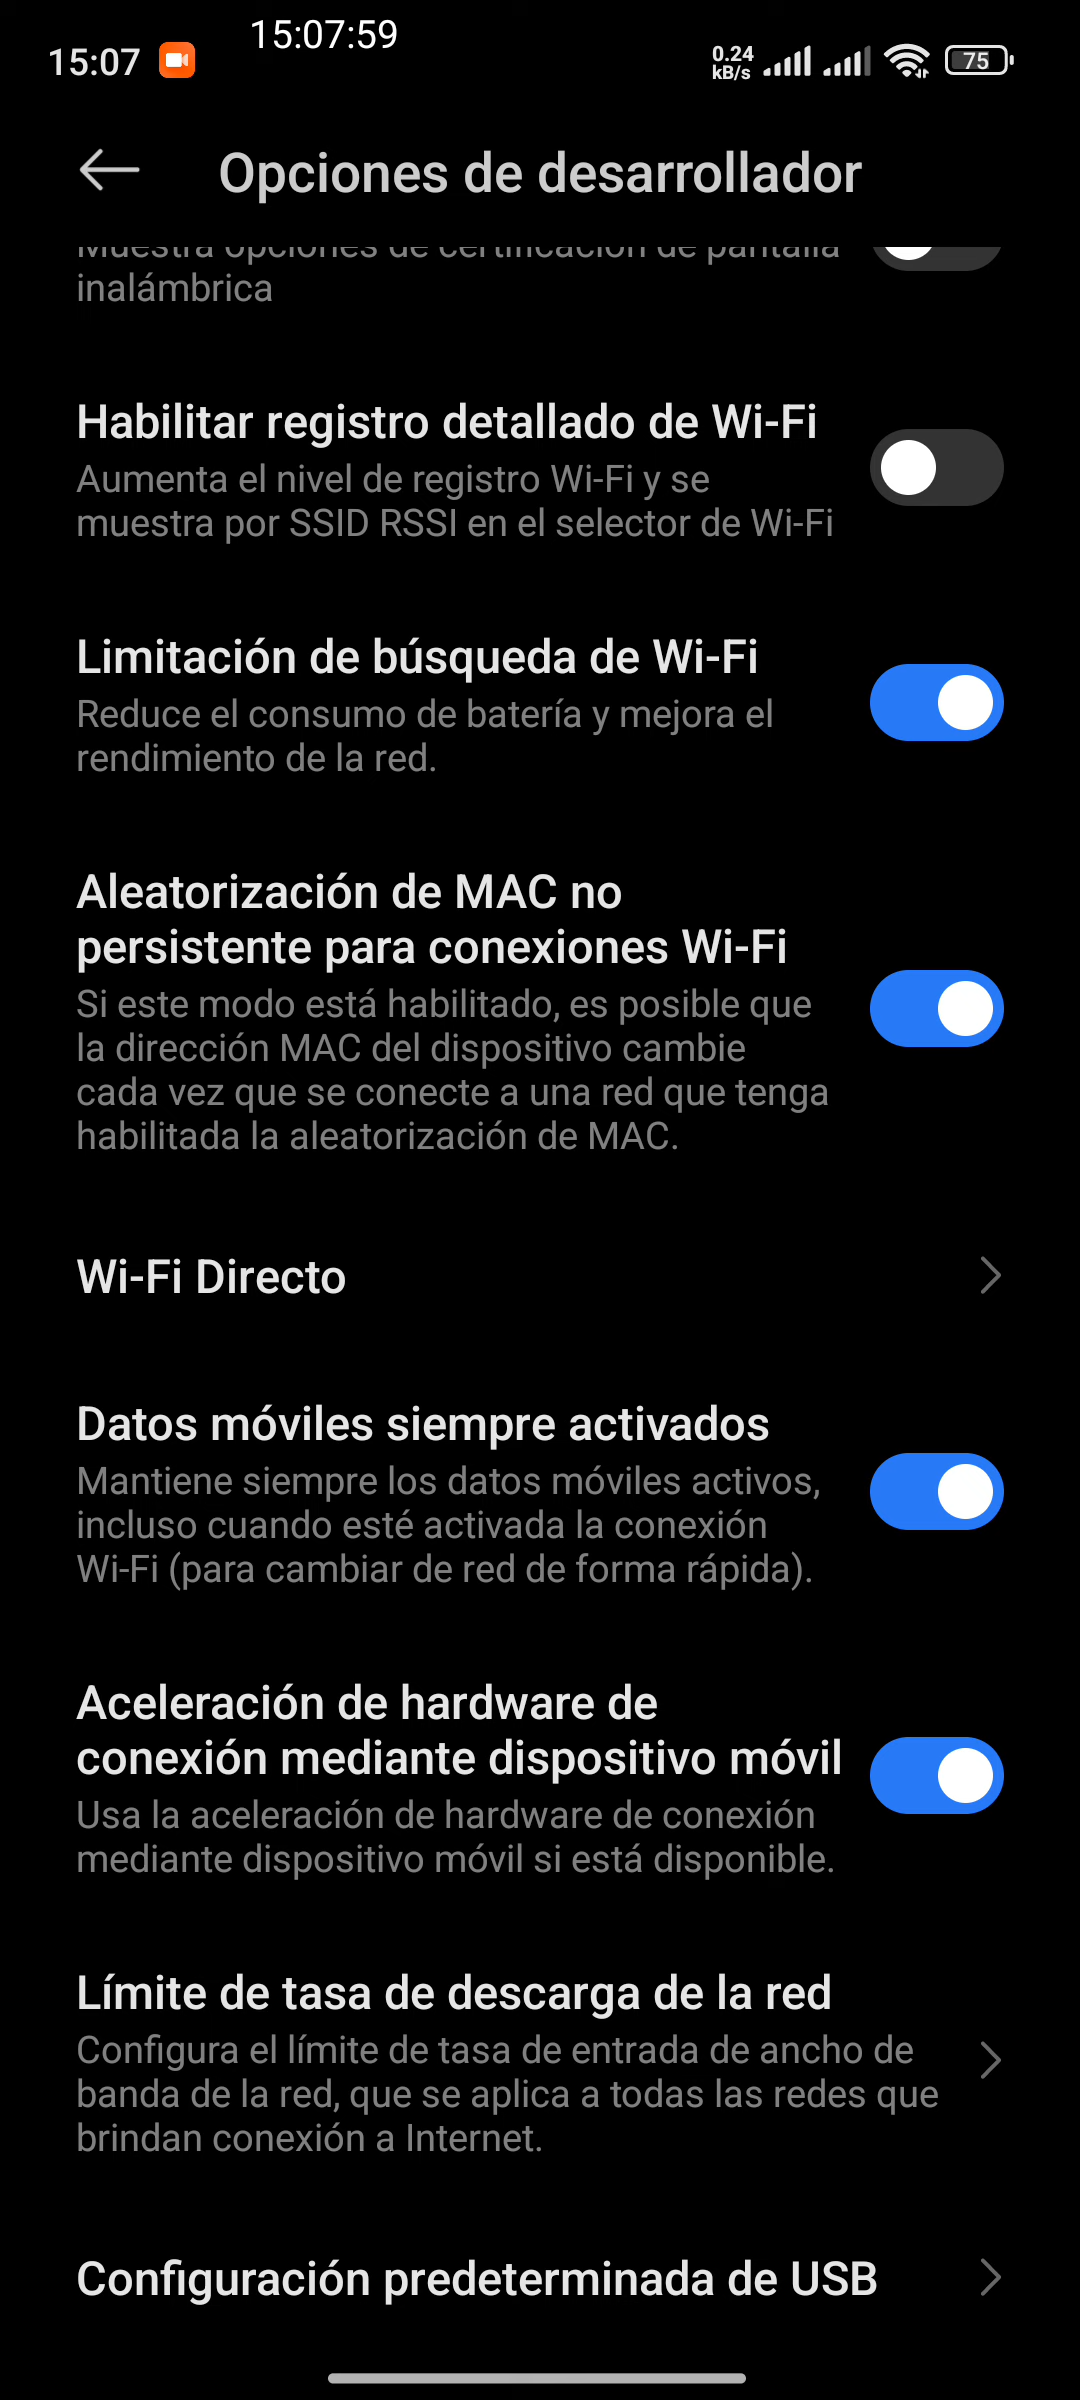 15:07
15:07:59
0.24
kB/s
75
Opciones de desarrollador
Muestra opciones de certificación de pantalla
inalámbrica
Habilitar registro detallado de Wi-Fi
Aumenta el nivel de registro Wi-Fi y se
muestra por SSID RSSI en el selector de Wi-Fi
Limitación de búsqueda de Wi-Fi
Reduce el consumo de batería y mejora el
rendimiento de la red.
Aleatorización de MAC no
persistente para conexiones Wi-Fi
Si este modo está habilitado, es posible que
la dirección MAC del dispositivo cambie
cada vez que se conecte a una red que tenga
habilitada la aleatorización de MAC.
Wi-Fi Directo
Datos móviles siempre activados
Mantiene siempre los datos móviles activos,
incluso cuando esté activada la conexión
Wi-Fi (para cambiar de red de forma rápida).
Aceleración de hardware de
conexión mediante dispositivo móvil
Usa la aceleración de hardware de conexión
mediante dispositivo móvil si está disponible.
Límite de tasa de descarga de la red
Configura el límite de tasa de entrada de ancho de
banda de la red, que se aplica a todas las redes que
brindan conexión a Internet.
Configuración predeterminada de USB